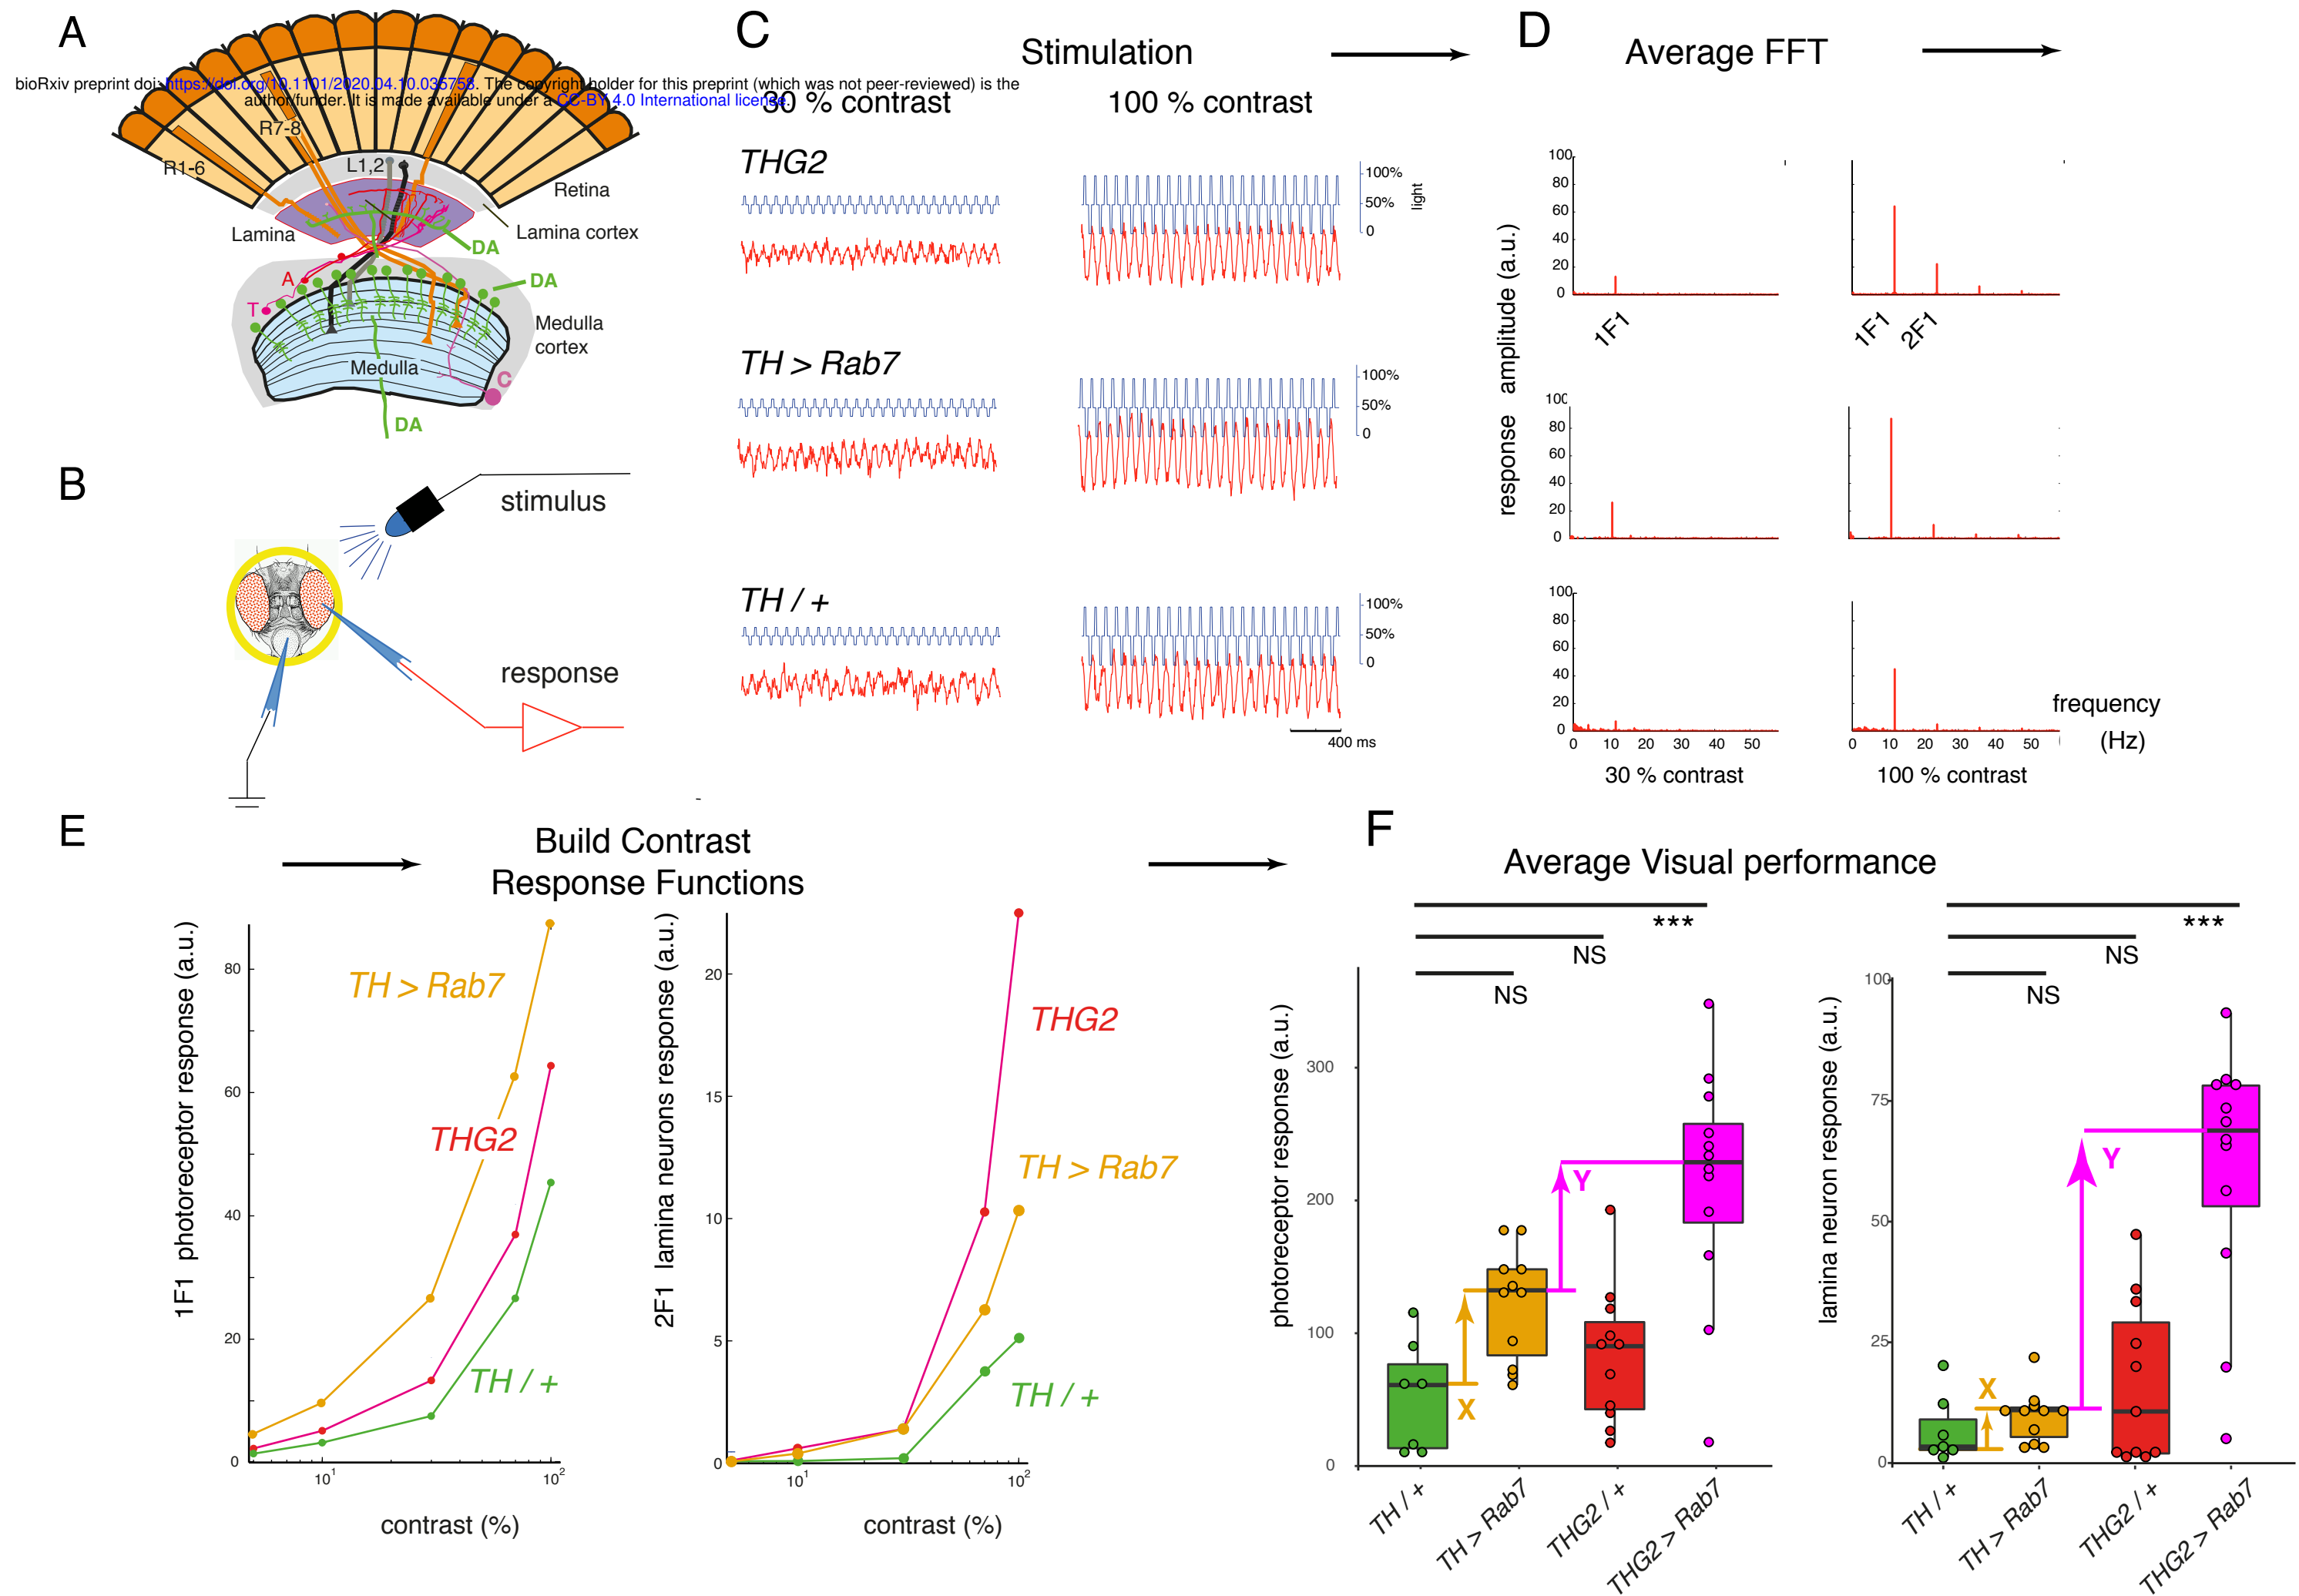 A
bioRxiv preprint doi: https://doi.org/10.1101/2020.04.10.035758. The copyright holder for this preprint (which was not peer-reviewed) is the
author/funder. It is made available under a CC-BY 4.0 International license.
R7-8
R1-6
L1,2
Retina
Lamina
Lamina cortex
DA
A
DA
T
Medulla
cortex
Medulla
C
DA
B
stimulus
response
C
Stimulation
30 % contrast
100 % contrast
THG2
100%
50%
0
light
TH > Rab7
100%
50%
0
TH / +
100%
50%
0
400 ms
D
Average FFT
response amplitude (a.u.)
100
80
60
40
20
0
1F1
1F1
2F1
100
80
60
40
20
0
100
80
60
40
20
0
0 10 20 30 40 50
0 10 20 30 40 50
frequency
(Hz)
30 % contrast
100 % contrast
E
Build Contrast
Response Functions
1F1 photoreceptor response (a.u.)
80
60
40
20
0
10¹
10²
TH > Rab7
THG2
TH / +
contrast (%)
2F1 lamina neurons response (a.u.)
20
15
10
5
0
10¹
10²
THG2
TH > Rab7
TH / +
contrast (%)
F
Average Visual performance
***
NS
NS
photoreceptor response (a.u.)
300
200
100
0
X
Y
TH / +
TH > Rab7
THG2 / +
THG2 > Rab7
***
NS
NS
lamina neuron response (a.u.)
100
75
50
25
0
X
Y
TH / +
TH > Rab7
THG2 / +
THG2 > Rab7